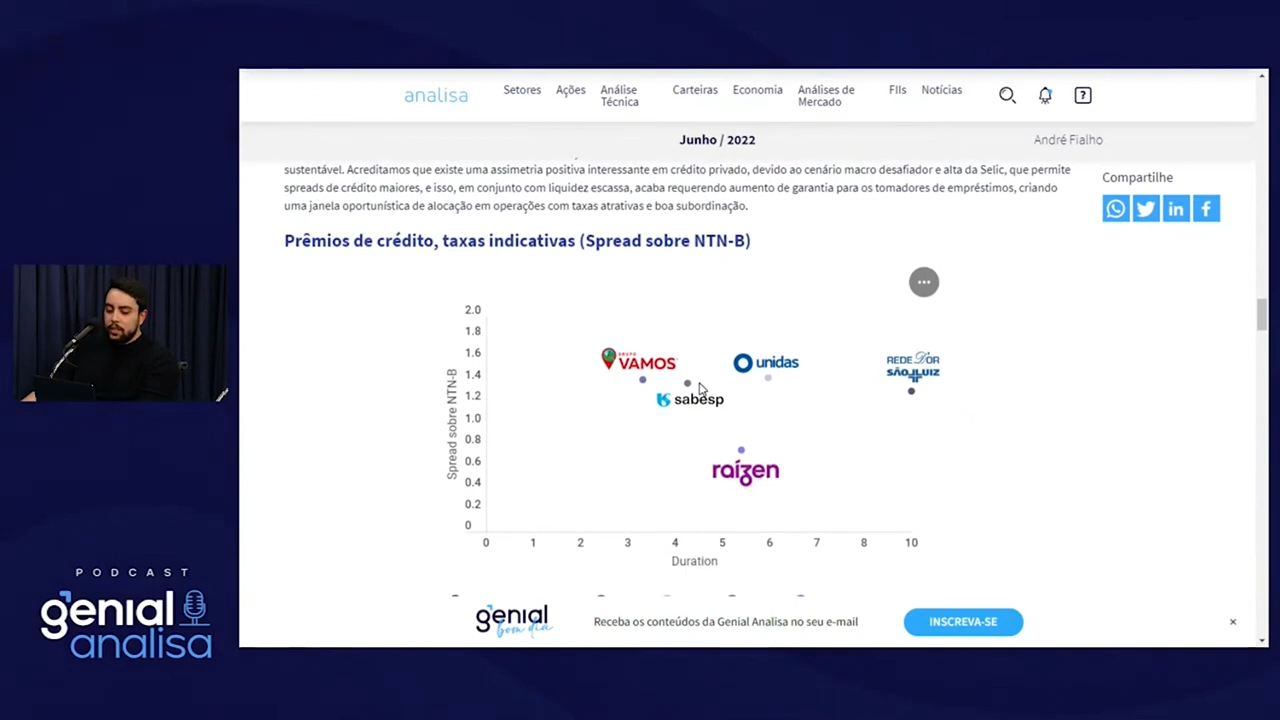 analisa
Setores
Ações
Análise
Técnica
Carteiras
Economia
Análises de
Mercado
FIIs
Notícias
?
Junho / 2022
André Fialho
sustentável. Acreditamos que existe uma assimetria positiva interessante em crédito privado, devido ao cenário macro desafiador e alta da Selic, que permite
spreads de crédito maiores, e isso, em conjunto com liquidez escassa, acaba requerendo aumento de garantia para os tomadores de empréstimos, criando
uma janela oportunística de alocação em operações com taxas atrativas e boa subordinação.
Compartilhe
Prêmios de crédito, taxas indicativas (Spread sobre NTN-B)
Spread sobre NTN-B
2.0
1.8
1.6
1.4
1.2
1.0
0.8
0.6
0.4
0.2
0
GRUPO
VAMOS
unidas
REDE D'OR
SÃO LUIZ
sabesp
raízen
0 1 2 3 4 5 6 7 8 9 10
Duration
genial
bom dia
Receba os conteúdos da Genial Analisa no seu e-mail
INSCREVA-SE
×
PODCAST
genial
analisa